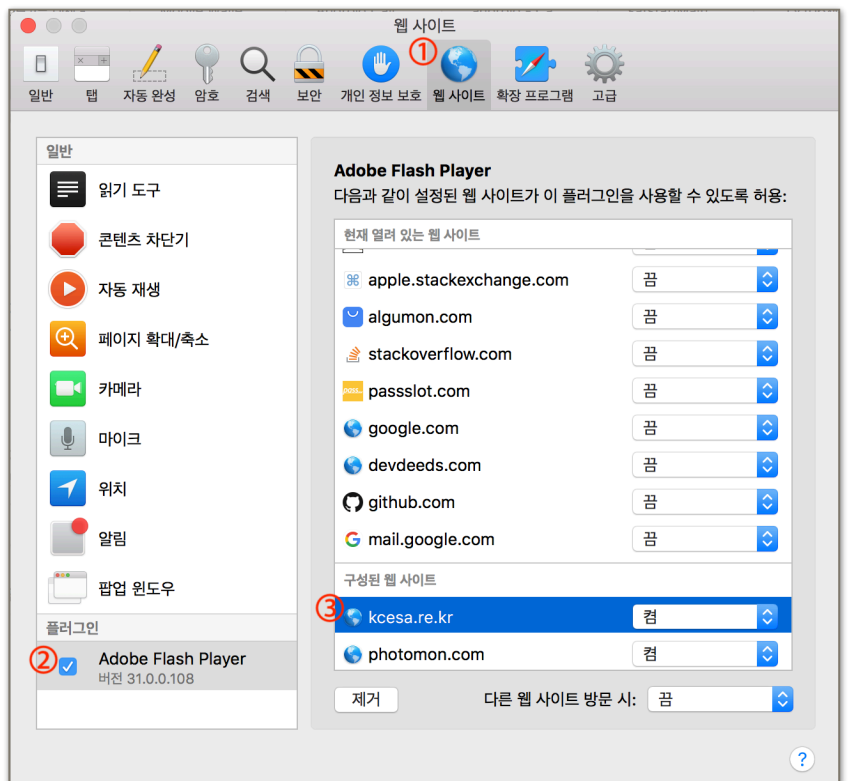 웹 사이트
①
일반
탭
자동 완성
암호
검색
보안
개인 정보 보호
웹 사이트
확장 프로그램
고급
일반
읽기 도구
콘텐츠 차단기
자동 재생
페이지 확대/축소
카메라
마이크
위치
알림
팝업 윈도우
플러그인
②
Adobe Flash Player
버전 31.0.0.108
Adobe Flash Player
다음과 같이 설정된 웹 사이트가 이 플러그인을 사용할 수 있도록 허용:
현재 열려 있는 웹 사이트
apple.stackexchange.com 끔
algumon.com 끔
stackoverflow.com 끔
pass.. passslot.com 끔
google.com 끔
devdeeds.com 끔
github.com 끔
mail.google.com 끔
구성된 웹 사이트
③ kcesa.re.kr 켬
photomon.com 켬
제거
다른 웹 사이트 방문 시: 끔
?